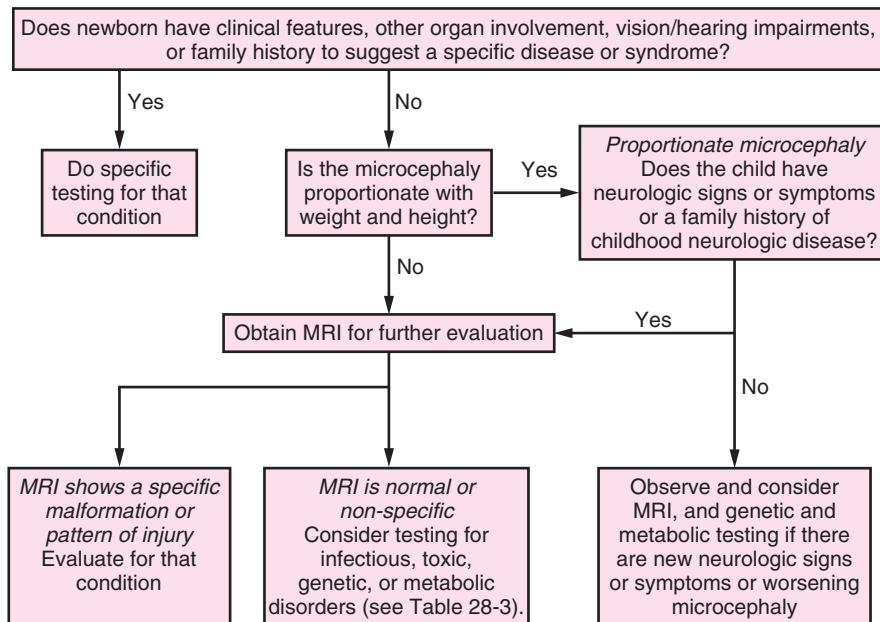 Does newborn have clinical features, other organ involvement, vision/hearing impairments,
or family history to suggest a specific disease or syndrome?
Yes
No
Do specific
testing for that
condition
Is the microcephaly
proportionate with
weight and height?
Yes
Proportionate microcephaly
Does the child have
neurologic signs or symptoms
or a family history of
childhood neurologic disease?
No
Obtain MRI for further evaluation
Yes
No
MRI shows a specific
malformation or
pattern of injury
Evaluate for that
condition
MRI is normal or
non-specific
Consider testing for
infectious, toxic,
genetic, or metabolic
disorders (see Table 28-3).
Observe and consider
MRI, and genetic and
metabolic testing if there
are new neurologic signs
or symptoms or worsening
microcephaly